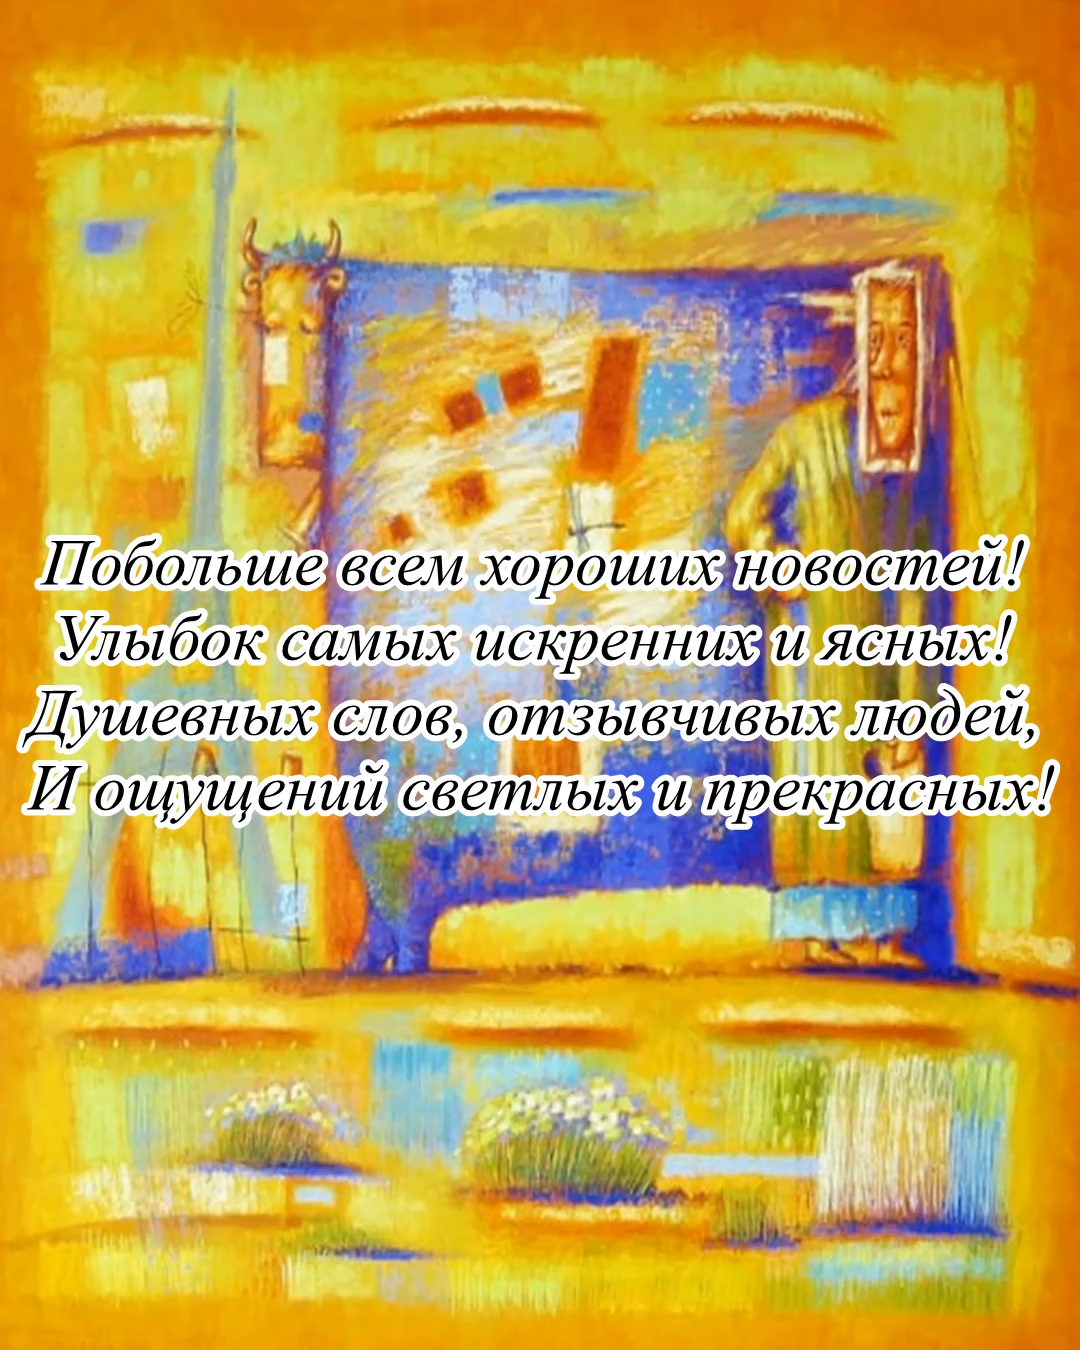 Побольше всем хороших новостей!
Улыбок самых искренних и ясных!
Душевных слов, отзывчивых людей,
И ощущений светлых и прекрасных!